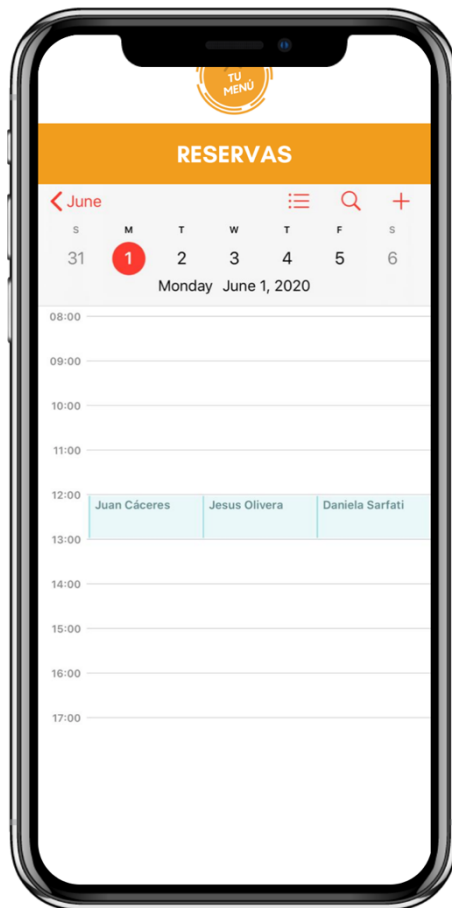 TU
MENÚ
RESERVAS
June
S M T W T F S
31 1 2 3 4 5 6
Monday June 1, 2020
08:00
09:00
10:00
11:00
12:00
Juan Cáceres Jesus Olivera Daniela Sarfati
13:00
14:00
15:00
16:00
17:00